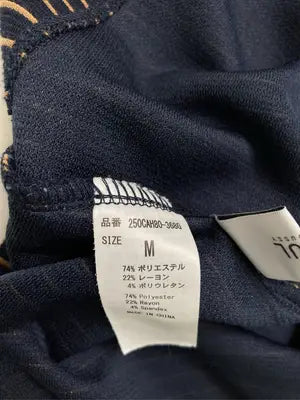 品番 250CAH80-3680
SIZE M
74% ポリエステル
22% レーヨン
4% ポリウレタン
74% Polyester
22% Rayon
4% Spandex
MADE IN CHINA